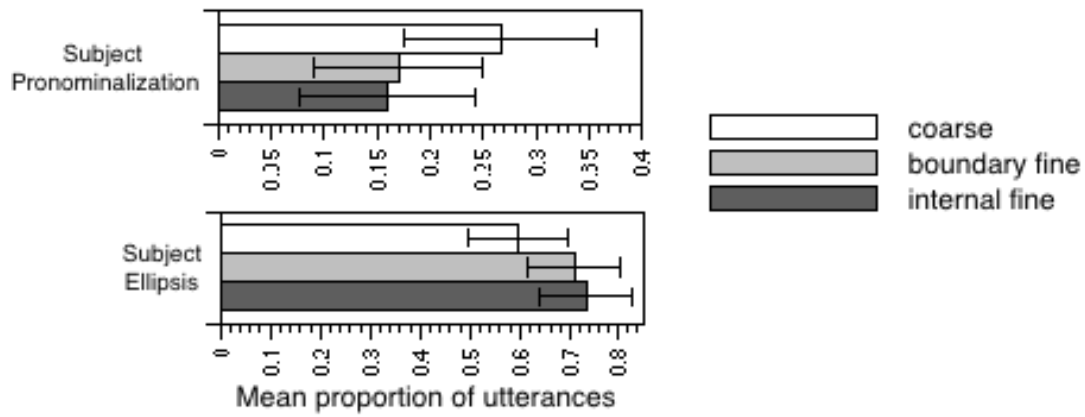 Subject
Pronominalization
0 0.05 0.1 0.15 0.2 0.25 0.3 0.35 0.4
coarse
boundary fine
internal fine
Subject
Ellipsis
0 0.1 0.2 0.3 0.4 0.5 0.6 0.7 0.8
Mean proportion of utterances